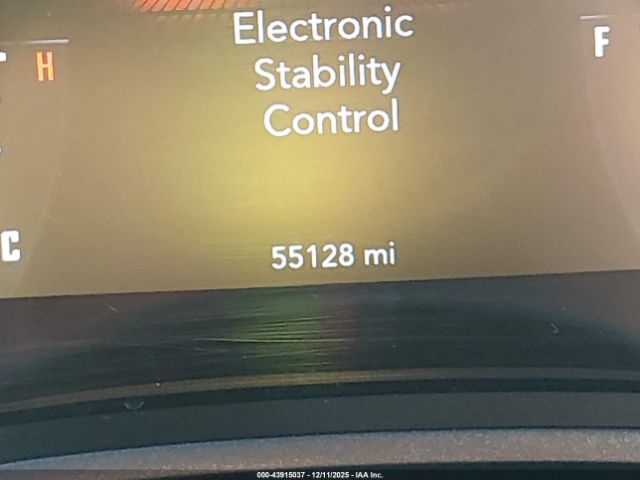 Electronic
F
H
Stability
Control
C
55128 mi
000-43915037 - 12/11/2025 - IAA Inc.